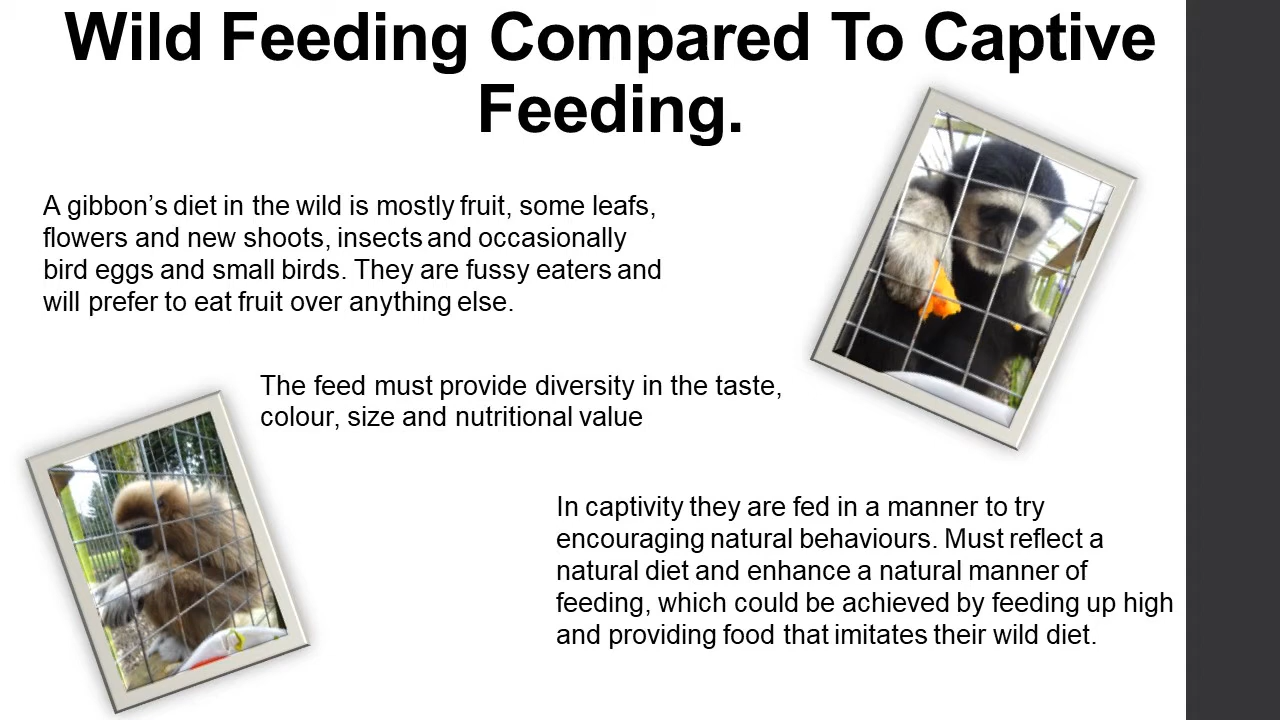 Wild Feeding Compared To Captive
Feeding.
A gibbon’s diet in the wild is mostly fruit, some leafs,
flowers and new shoots, insects and occasionally
bird eggs and small birds. They are fussy eaters and
will prefer to eat fruit over anything else.
The feed must provide diversity in the taste,
colour, size and nutritional value
In captivity they are fed in a manner to try
encouraging natural behaviours. Must reflect a
natural diet and enhance a natural manner of
feeding, which could be achieved by feeding up high
and providing food that imitates their wild diet.